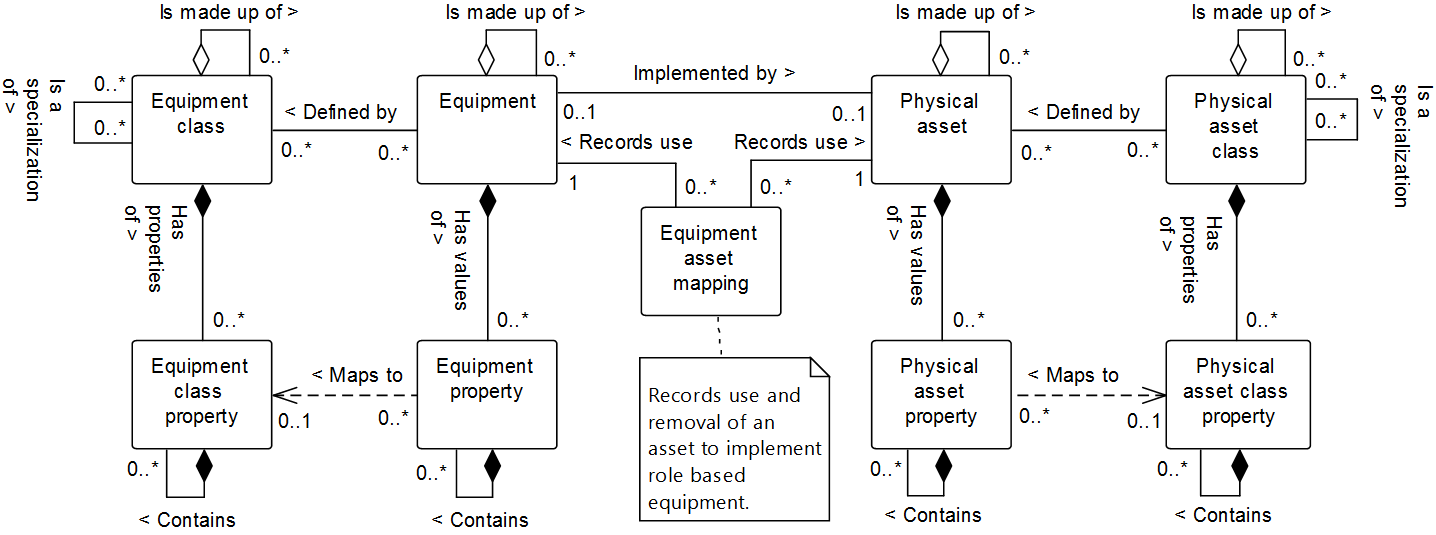 Is made up of >
Is made up of >
Is made up of >
Is made up of >
0..*
0..*
0..*
0..*
Is a
specialization
of >
0..*
0..*
Equipment
class
< Defined by
0..*
0..*
Equipment
Implemented by >
0..1
0..1
< Records use
Records use >
1
1
0..*
0..*
Physical
asset
< Defined by
0..*
0..*
Physical
asset
class
0..*
0..*
Is a
specialization
of >
Has
properties
of >
0..*
Has values
of >
0..*
Equipment
asset
mapping
Has values
of >
0..*
Has
properties
of >
0..*
Equipment
class
property
< Maps to
0..1
0..*
Equipment
property
Records use and
removal of an
asset to implement
role based
equipment.
Physical
asset
property
< Maps to
0..*
0..1
Physical
asset class
property
0..*
0..*
0..*
0..*
< Contains
< Contains
< Contains
< Contains